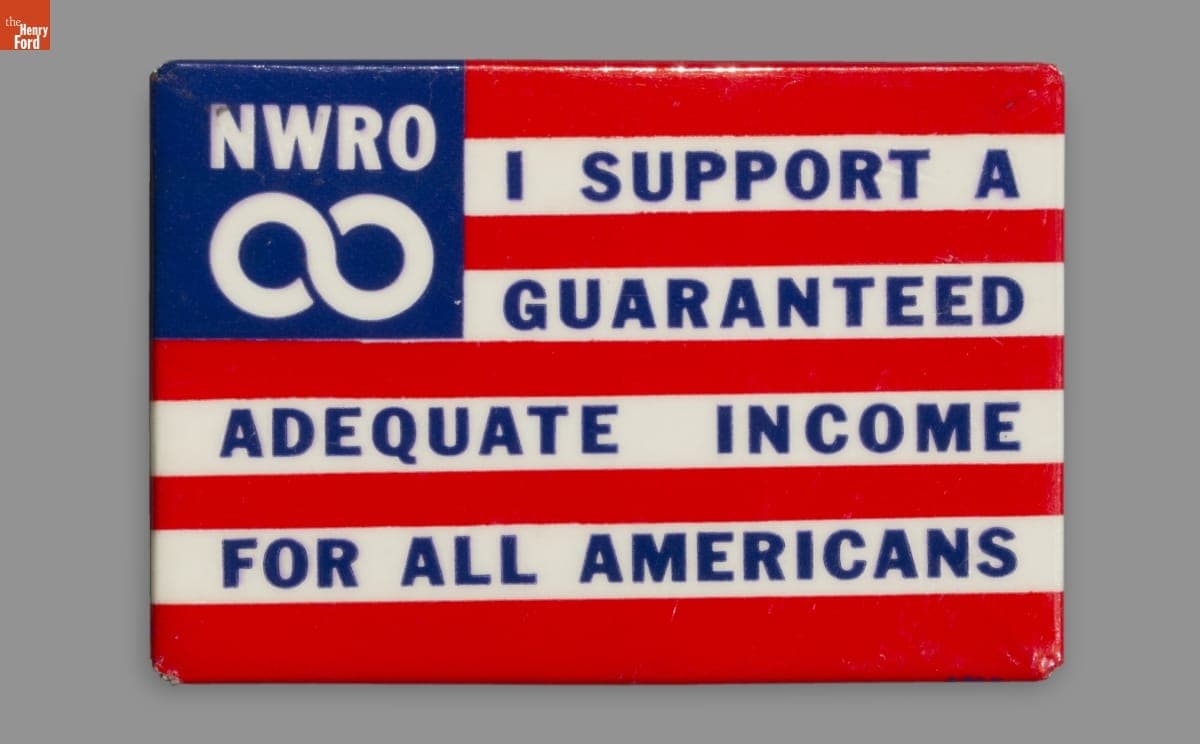 the
Henry
Ford
NWRO
I SUPPORT A
GUARANTEED
ADEQUATE INCOME
FOR ALL AMERICANS